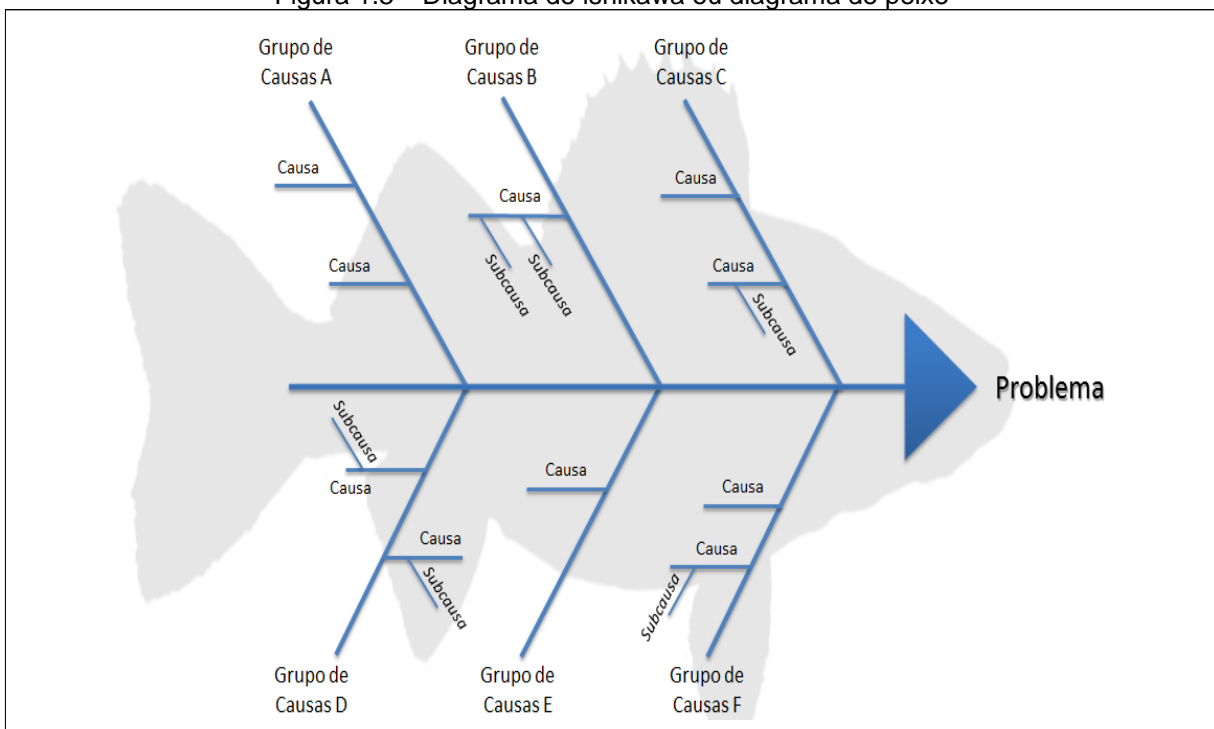 Figura 1.3 – Diagrama de Ishikawa ou diagrama de peixe
Grupo de
Causas A
Grupo de
Causas B
Grupo de
Causas C
Causa
Causa
Causa
Subcausa
Subcausa
Causa
Causa
Subcausa
Problema
Subcausa
Causa
Causa
Subcausa
Causa
Causa
Causa
Subcausa
Grupo de
Causas D
Grupo de
Causas E
Grupo de
Causas F